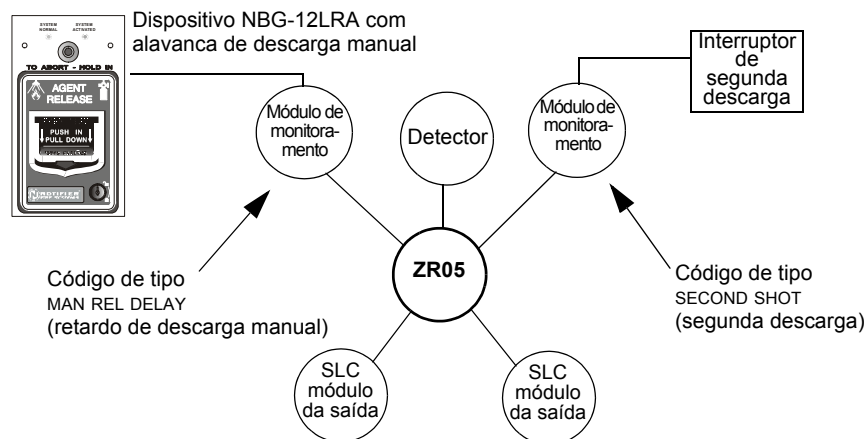 SYSTEM NORMAL
SYSTEM ACTIVATED
TO ABORT - HOLD IN
AGENT
RELEASE
PUSH IN
PULL DOWN
NOTIFIER
Dispositivo NBG-12LRA com
alavanca de descarga manual
Módulo de
monitora-
mento
Detector
Módulo de
monitora-
mento
Interruptor
de
segunda
descarga
ZR05
Código de tipo
MAN REL DELAY
(retardo de descarga manual)
Código de tipo
SECOND SHOT
(segunda descarga)
SLC
módulo
da saída
SLC
módulo
da saída